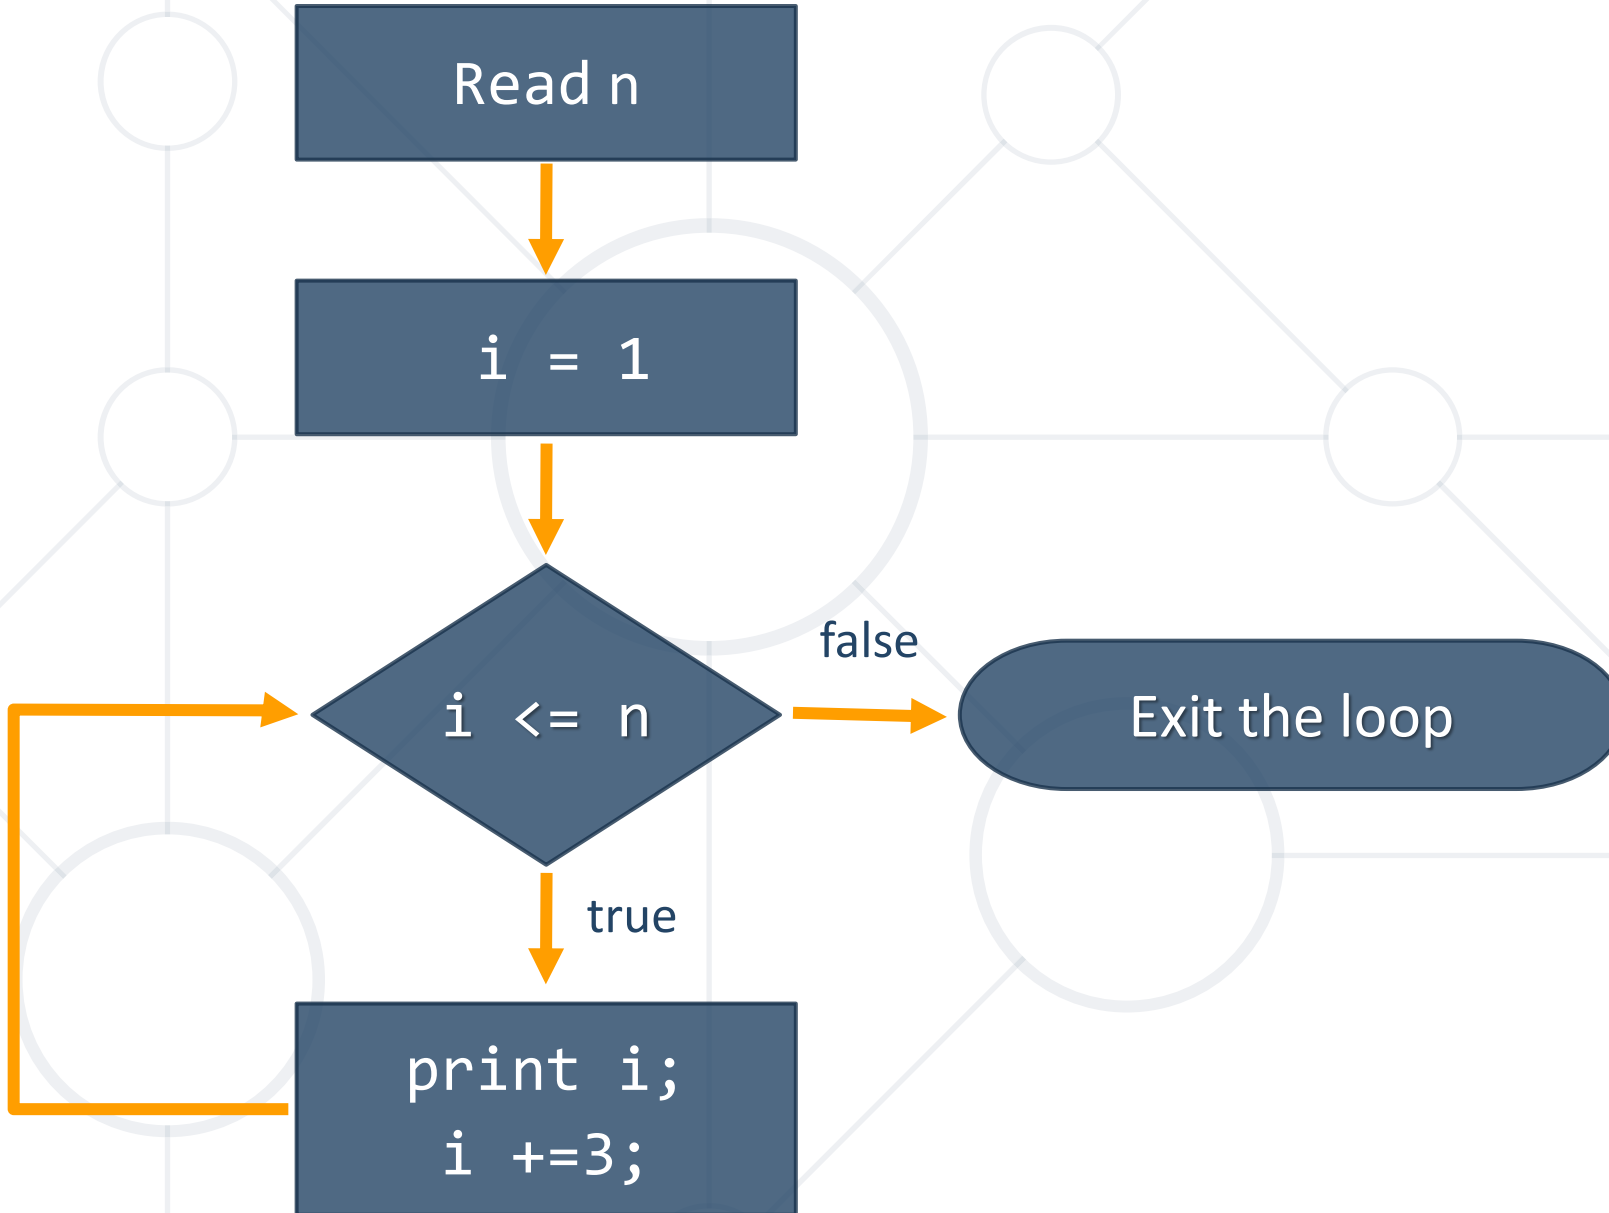 Read n
i = 1
i <= n
false
Exit the loop
true
print i;
i +=3;